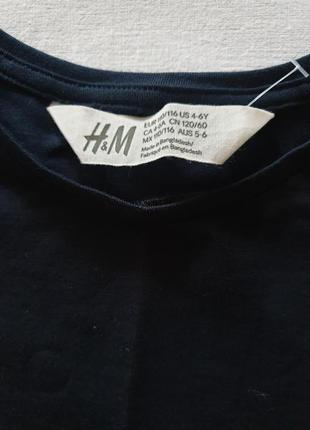 H&M
EUR 110/116 US 4-6Y
CA 4-6A CN 120/60
MX 110/116 AUS 5-6
Made in Bangladesh/
Fabriqué en Bangladesh